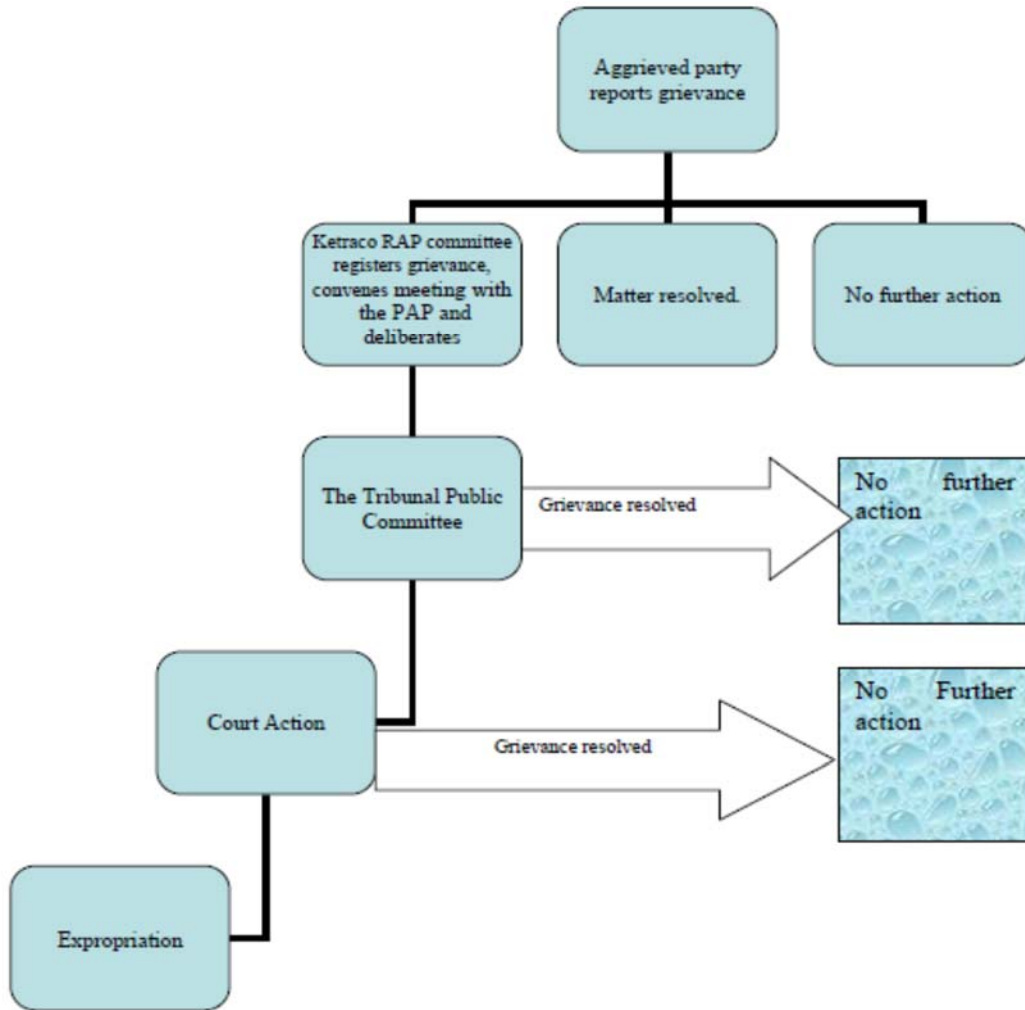 Aggrieved party
reports grievance
Ketraco RAP committee
registers grievance,
convenes meeting with
the PAP and
deliberates
Matter resolved.
No further action
The Tribunal Public
Committee
Grievance resolved
No further
action
Court Action
Grievance resolved
No Further
action
Expropriation